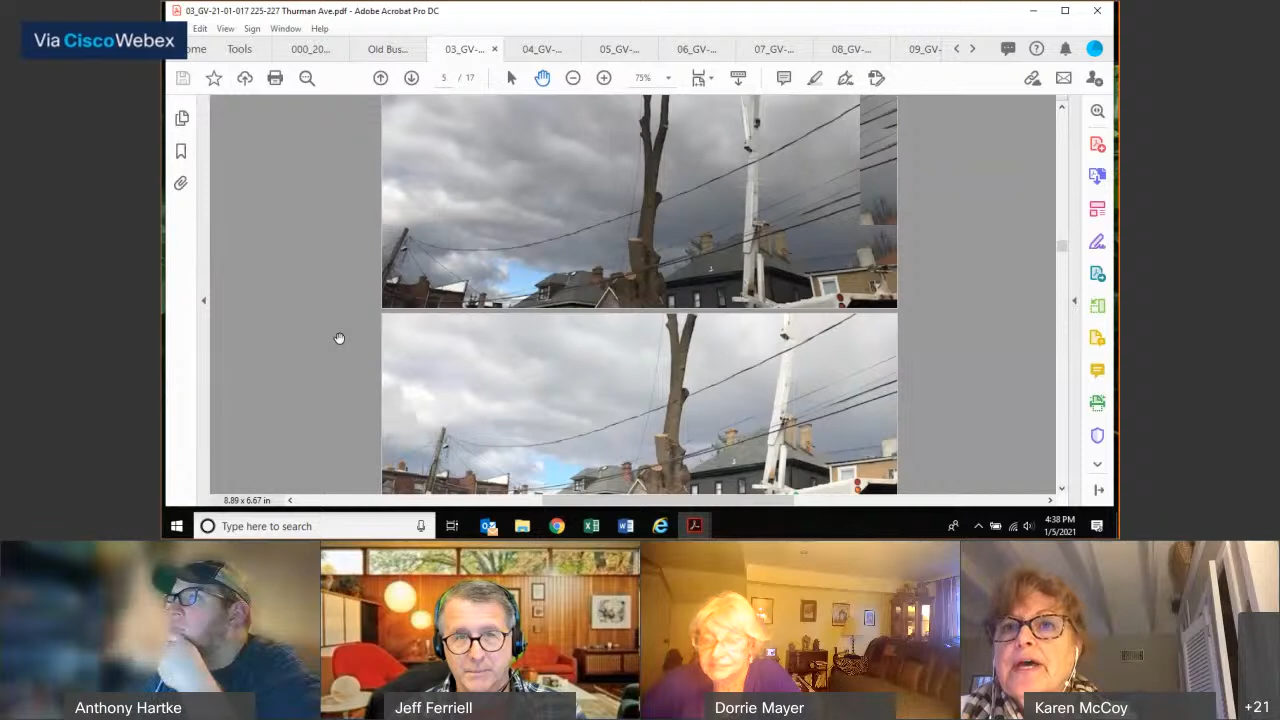 03_GV-21-01-017 225-227 Thurman Ave.pdf - Adobe Acrobat Pro DC
Via CiscoWebex
Edit View Sign Window Help
ome Tools 000_20... Old Bas... 03_GV-... × 04_GV-... 05_GV-... 06_GV-... 07_GV-... 08_GV-... 09_GV-
5 / 17 75%
8.89 x 6.67 in
Type here to search
4:38 PM
1/5/2021
Anthony Hartke
Jeff Ferriell
Dorrie Mayer
Karen McCoy
+21